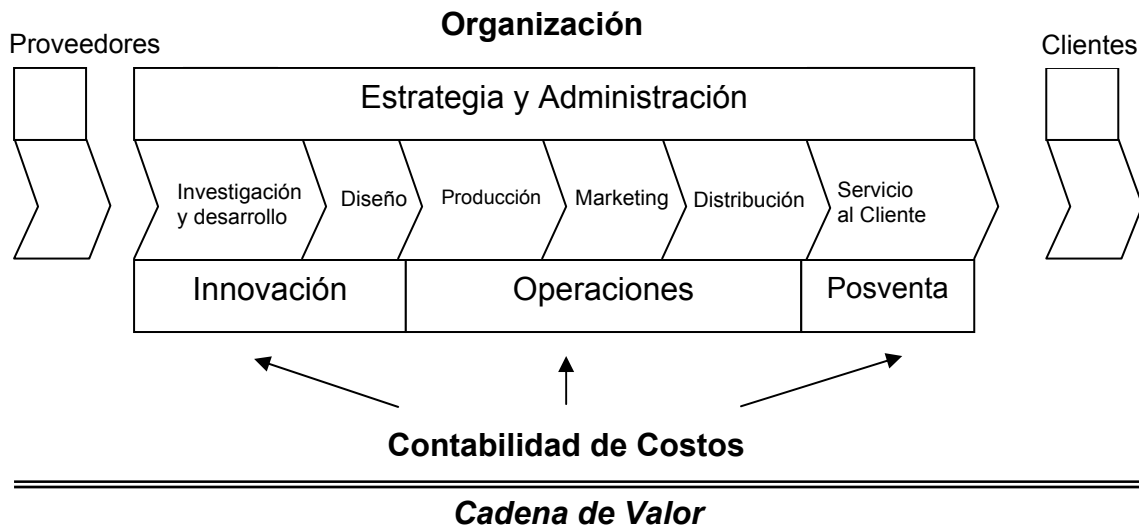 Organización
Proveedores
Clientes
Estrategia y Administración
Investigación
y desarrollo
Diseño
Producción
Marketing
Distribución
Servicio
al Cliente
Innovación
Operaciones
Posventa
Contabilidad de Costos
Cadena de Valor